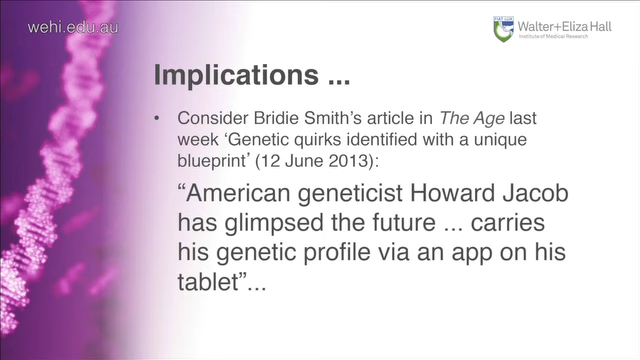 wehi.edu.au
Walter+Eliza Hall
Institute of Medical Research
Implications ...
• Consider Bridie Smith’s article in The Age last
week ‘Genetic quirks identified with a unique
blueprint’ (12 June 2013):
“American geneticist Howard Jacob
has glimpsed the future ... carries
his genetic profile via an app on his
tablet”...